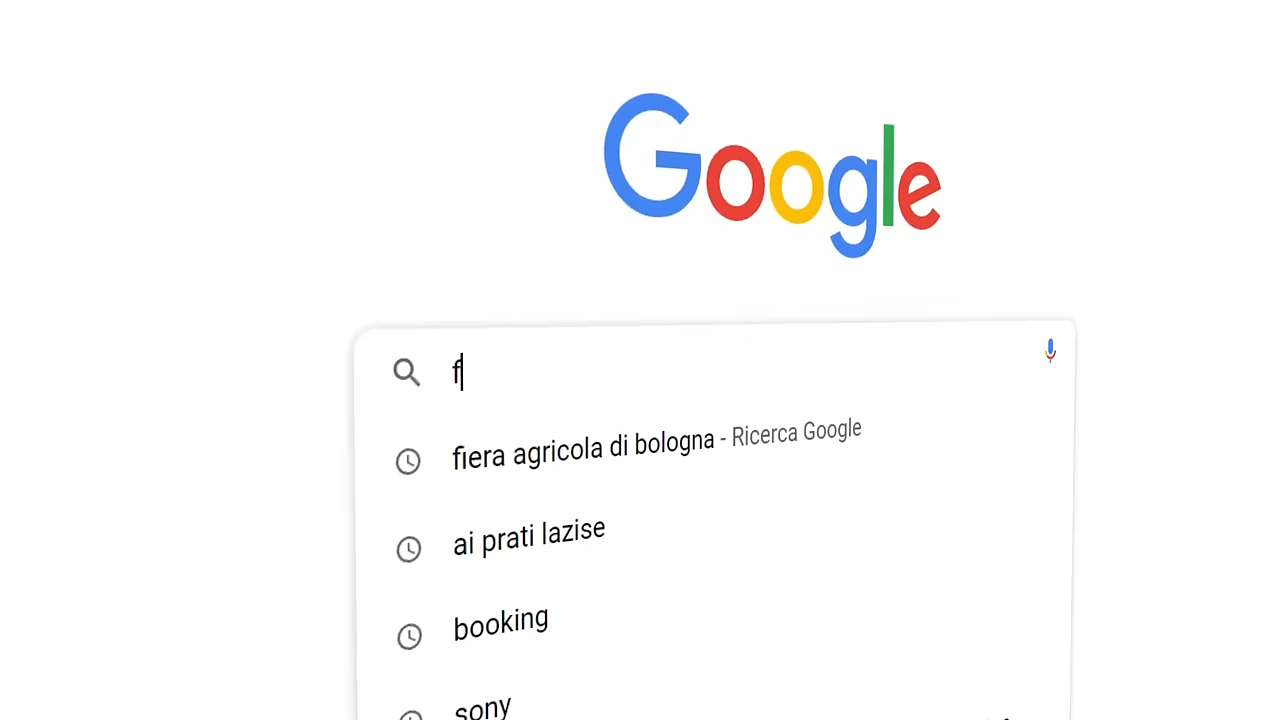 Google
f
fiera agricola di bologna - Ricerca Google
ai prati lazise
booking
sony